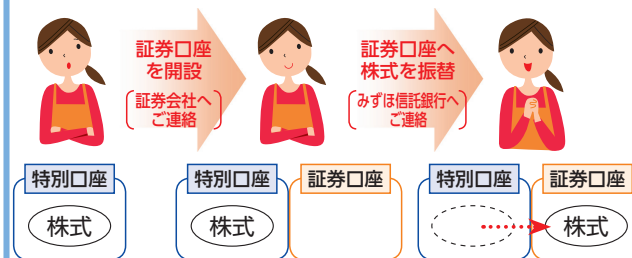 証券口座
を開設
証券会社へ
ご連絡
証券口座へ
株式を振替
みずほ信託銀行へ
ご連絡
特別口座
株式
特別口座
証券口座
株式
特別口座
証券口座
株式